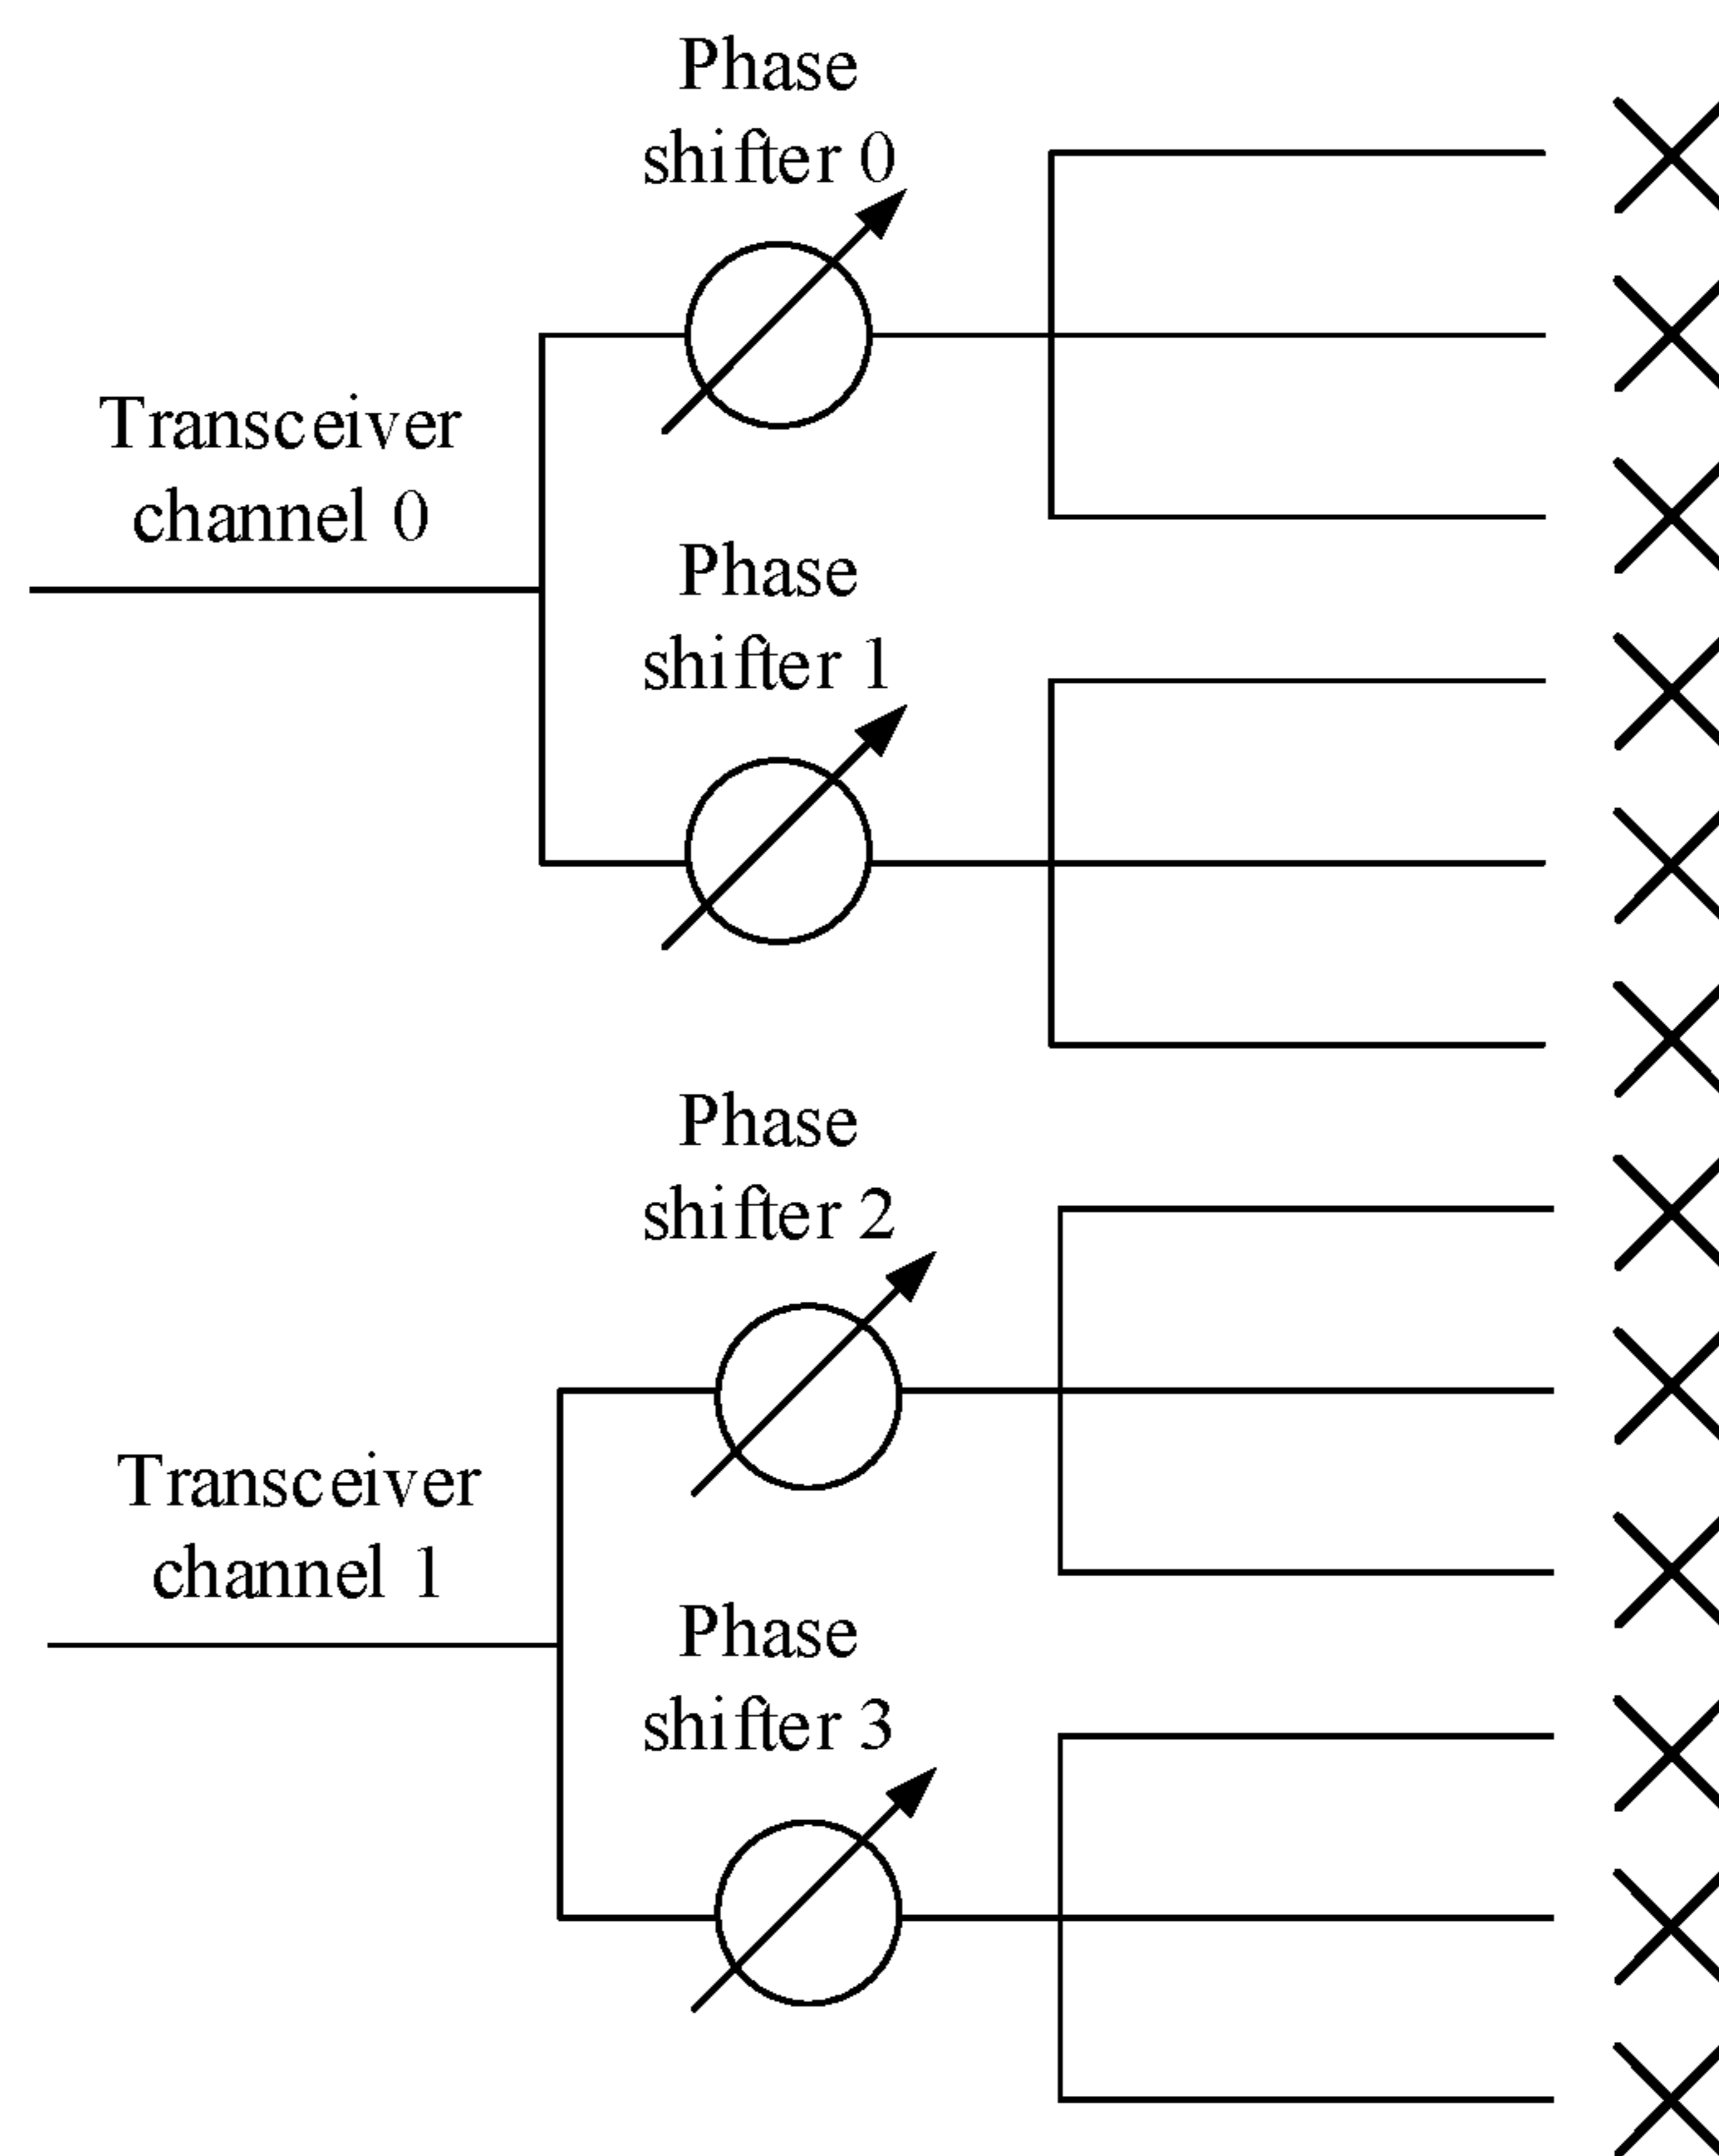 Phase
shifter 0
Transceiver
channel 0
Phase
shifter 1
Phase
shifter 2
Transceiver
channel 1
Phase
shifter 3